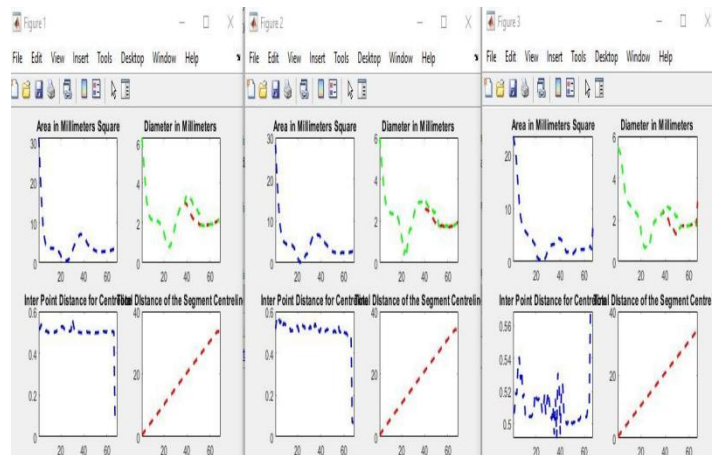 Figure 1
File Edit View Insert Tools Desktop Window Help
Area in Millimeters Square
30
20
10
0
20 40 60
Diameter in Millimeters
6
4
2
0
20 40 60
Inter Point Distance for Centreline
0.6
0.4
0.2
0
20 40 60
Total Distance of the Segment Centreline
40
20
0
20 40 60
Figure 2
File Edit View Insert Tools Desktop Window Help
Area in Millimeters Square
30
20
10
0
20 40 60
Diameter in Millimeters
6
4
2
0
20 40 60
Inter Point Distance for Centreline
0.6
0.4
0.2
0
20 40 60
Total Distance of the Segment Centreline
40
20
0
20 40 60
Figure 3
File Edit View Insert Tools Desktop Window Help
Area in Millimeters Square
20
10
0
20 40 60
Diameter in Millimeters
6
4
2
0
20 40 60
Inter Point Distance for Centreline
0.56
0.54
0.52
0.5
20 40 60
Total Distance of the Segment Centre
40
20
0
20 40 60